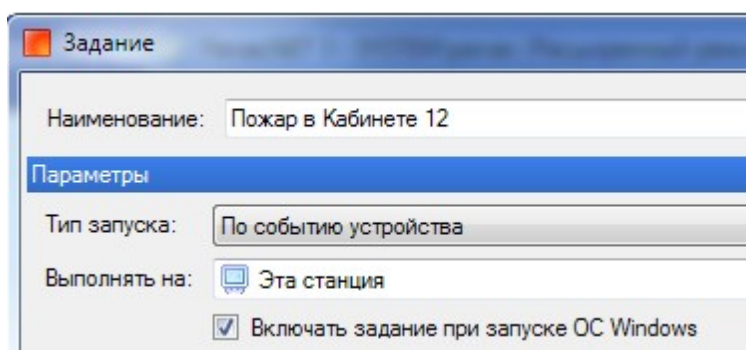 Задание
Наименование: Пожар в Кабинете 12
Параметры
Тип запуска: По событию устройства
Выполнять на: Эта станция
Включать задание при запуске ОС Windows